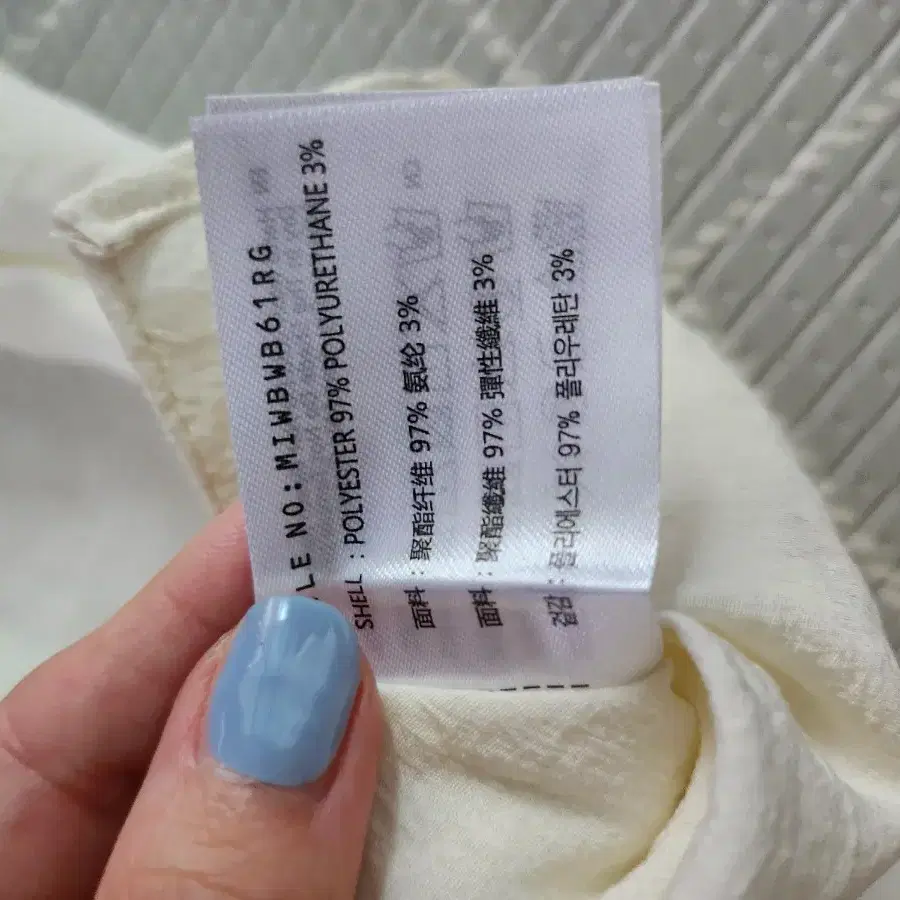 LE NO:MIWBWB61RG
SHELL : POLYESTER 97% POLYURETHANE 3%
面料 : 聚酯纤维 97% 氨纶 3%
面料 : 聚酯纖維 97% 彈性纖維 3%
겉감 : 폴리에스터 97% 폴리우레탄 3%